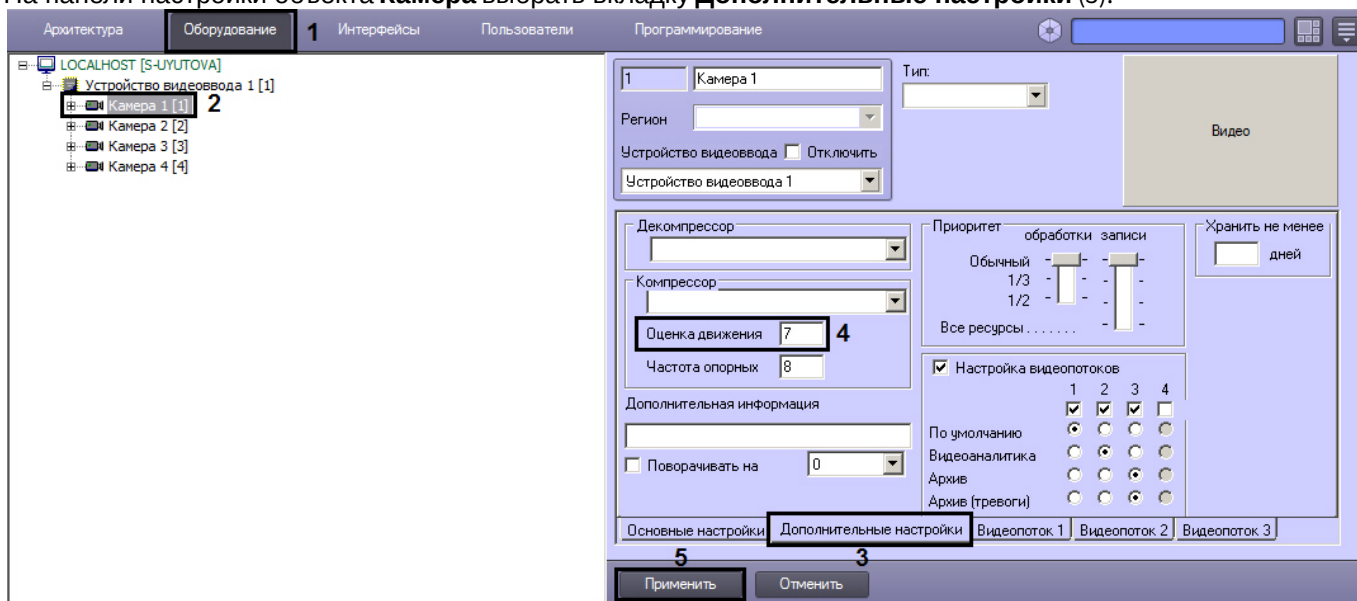 На панели настройки объекта Камера выбрать вкладку Дополнительные настройки (3).
Архитектура Оборудование 1 Интерфейсы Пользователи Программирование
LOCALHOST [S-UYUTOVA]
Устройство видеоввода 1 [1]
Камера 1 [1] 2
Камера 2 [2]
Камера 3 [3]
Камера 4 [4]
1 Камера 1
Тип:
Регион
Устройство видеоввода Отключить
Устройство видеоввода 1
Видео
Декомпрессор
Компрессор
Оценка движения 7 4
Частота опорных 8
Дополнительная информация
Поворачивать на 0
Приоритет
обработки записи
Обычный
1/3
1/2
Все ресурсы . . . . . . .
Хранить не менее
дней
Настройка видеопотоков
1 2 3 4
По умолчанию
Видеоаналитика
Архив
Архив (тревоги)
Основные настройки Дополнительные настройки Видеопоток 1 Видеопоток 2 Видеопоток 3
5 3
Применить Отменить